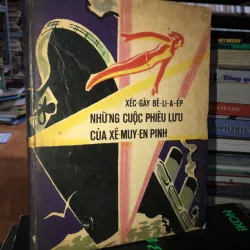 XÉC-GÂY BÊ-LI-A-ÉP
NHỮNG CUỘC PHIÊU LƯU
CỦA XÊ-MUY-EN PINH